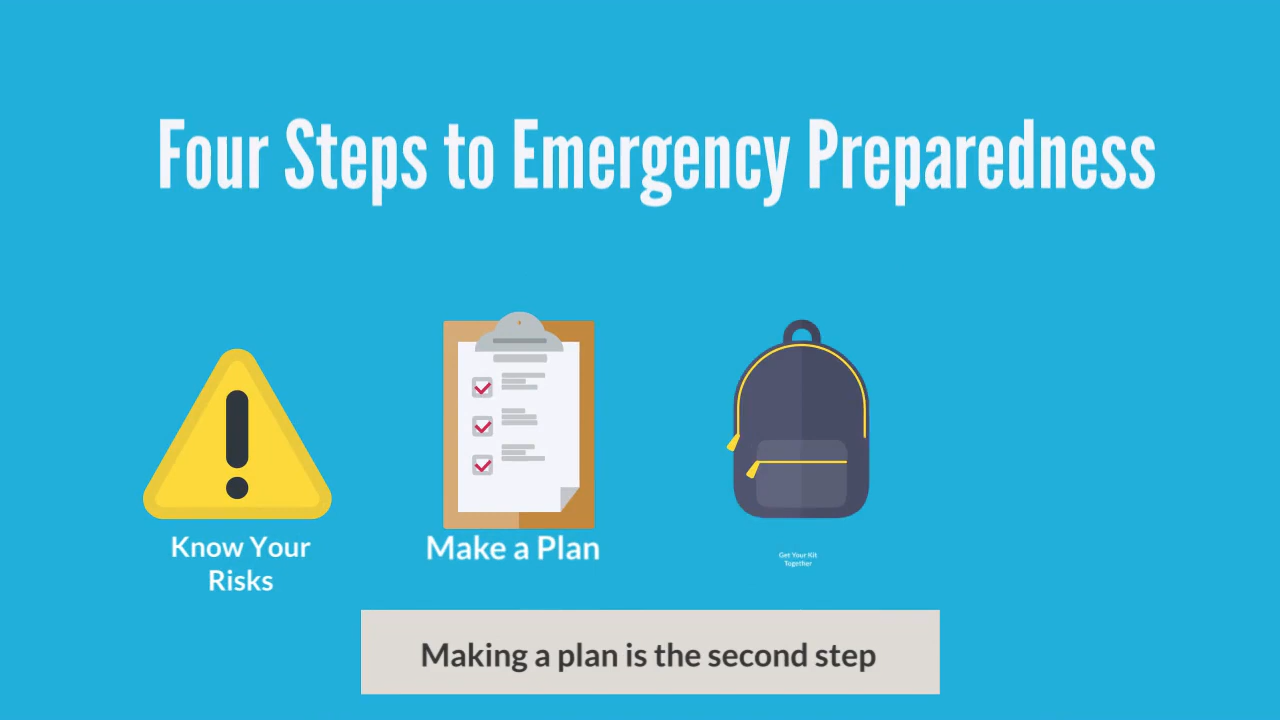 Four Steps to Emergency Preparedness
Know Your
Risks
Make a Plan
Get Your Kit
Together
Making a plan is the second step